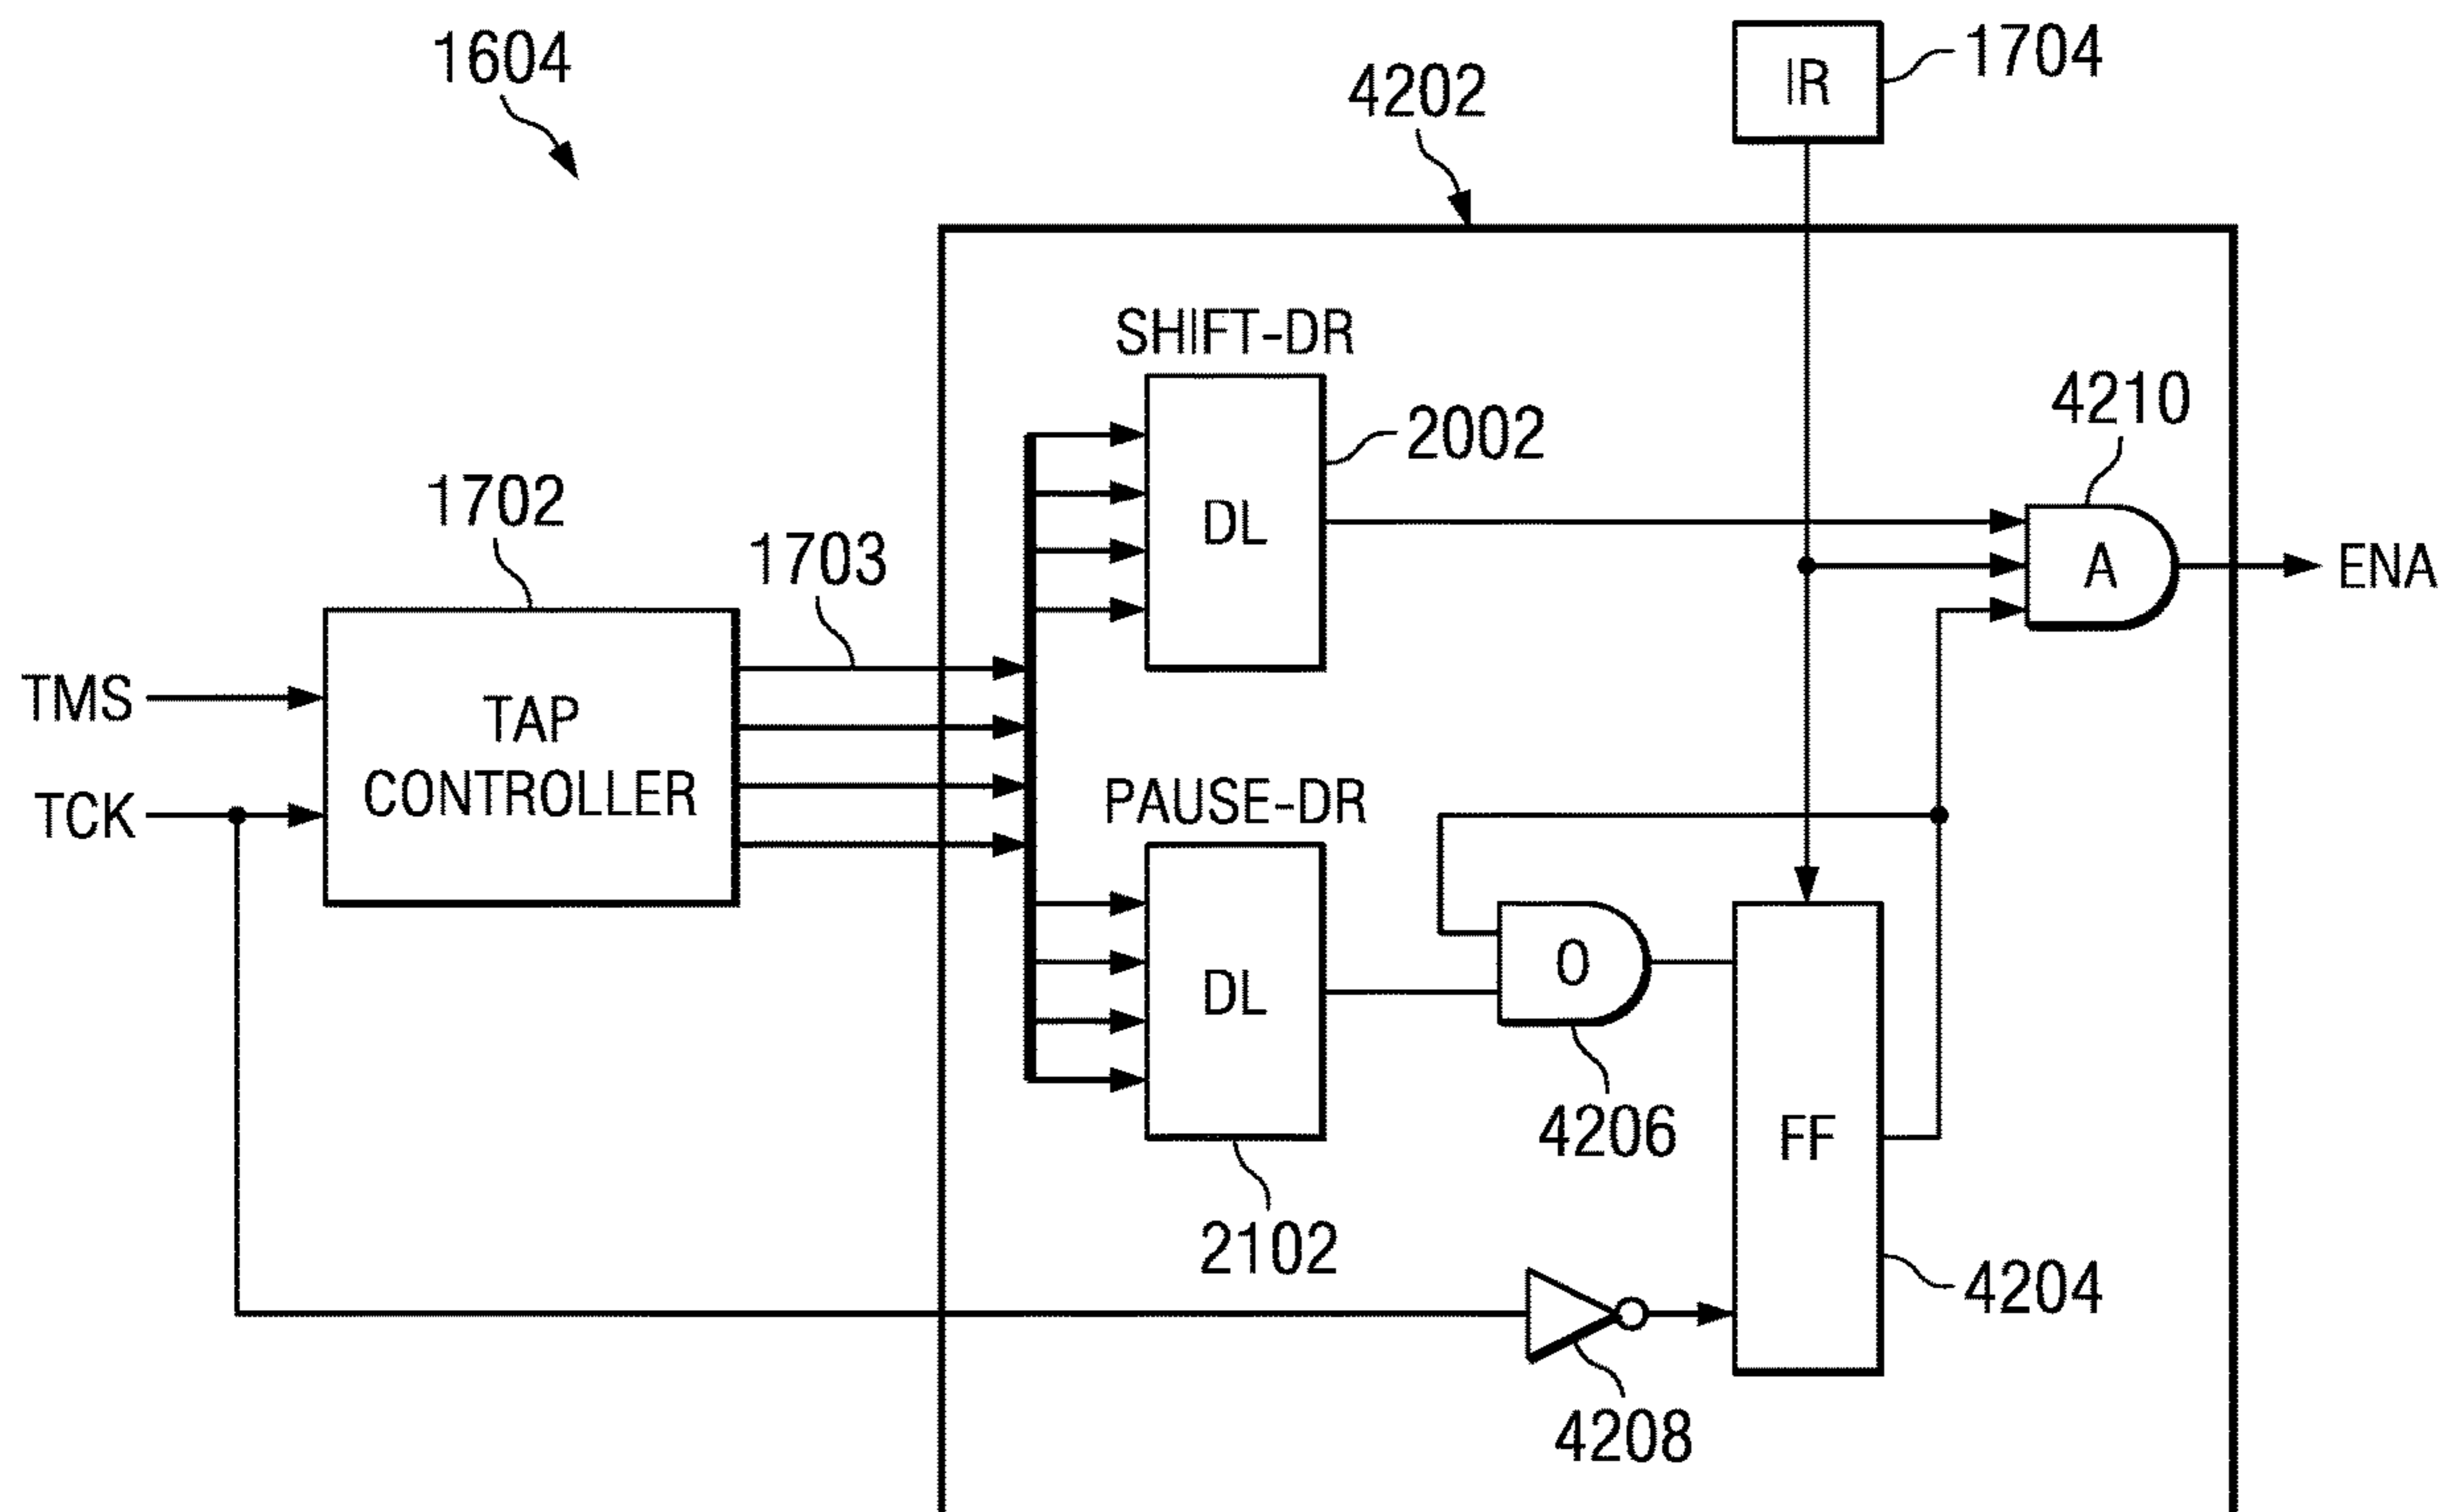 1604
4202
IR
1704
SHIFT-DR
2002
DL
4210
A
ENA
1702
1703
TMS
TCK
TAP
CONTROLLER
PAUSE-DR
DL
2102
O
4206
FF
4204
4208